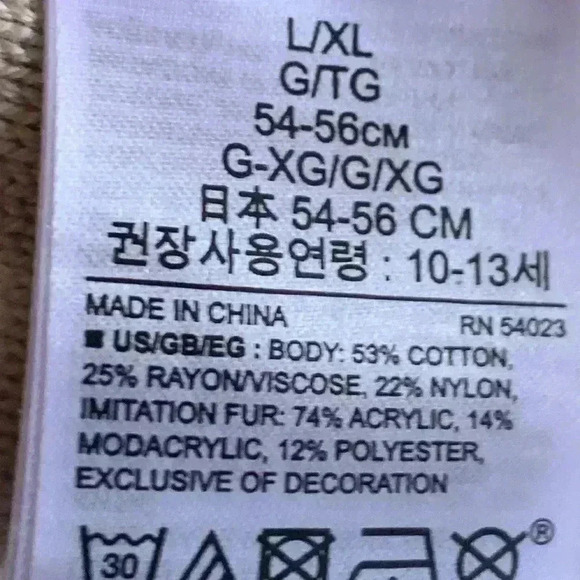 L/XL
G/TG
54-56CM
G-XG/G/XG
日本 54-56 CM
권장사용연령 : 10-13세
MADE IN CHINA
RN 54023
■ US/GB/EG : BODY: 53% COTTON,
25% RAYON/VISCOSE, 22% NYLON,
IMITATION FUR: 74% ACRYLIC, 14%
MODACRYLIC, 12% POLYESTER,
EXCLUSIVE OF DECORATION
30
®